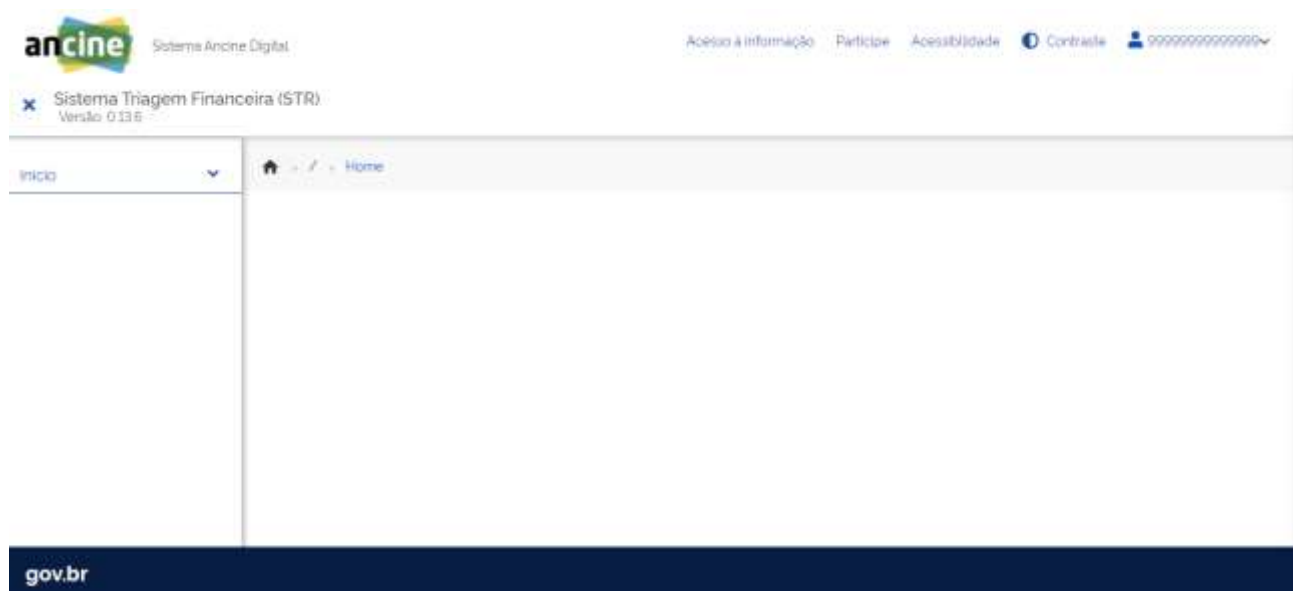 ancine Sistema Ancine Digital Acesso à informação Participe Acessibilidade Contraste 99999999999999
Sistema Triagem Financeira (STR)
Versão: 0.13.6
Início / Home
gov.br